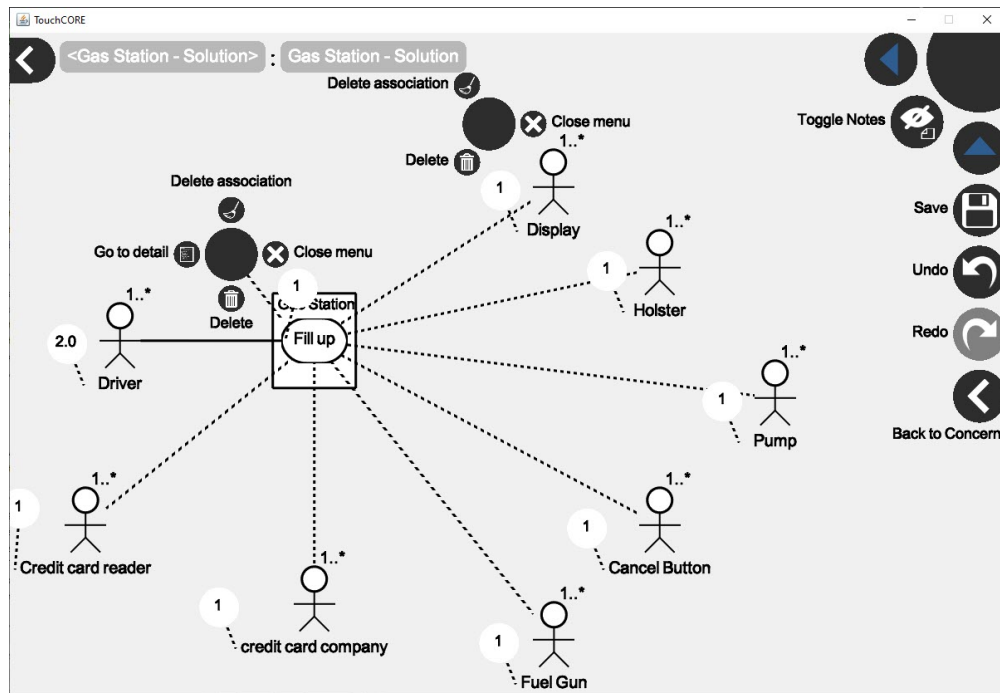 TouchCORE
<Gas Station - Solution> : Gas Station - Solution
Delete association
Close menu
Delete
Toggle Notes
1..*
1
Display
Delete association
Go to detail
Close menu
Delete
1
Gas Station
Fill up
1..*
2.0
Driver
1..*
1
Holster
Save
Undo
Redo
Back to Concern
1..*
1
Pump
1..*
1
Credit card reader
1..*
1
Cancel Button
1..*
1
credit card company
1..*
1
Fuel Gun